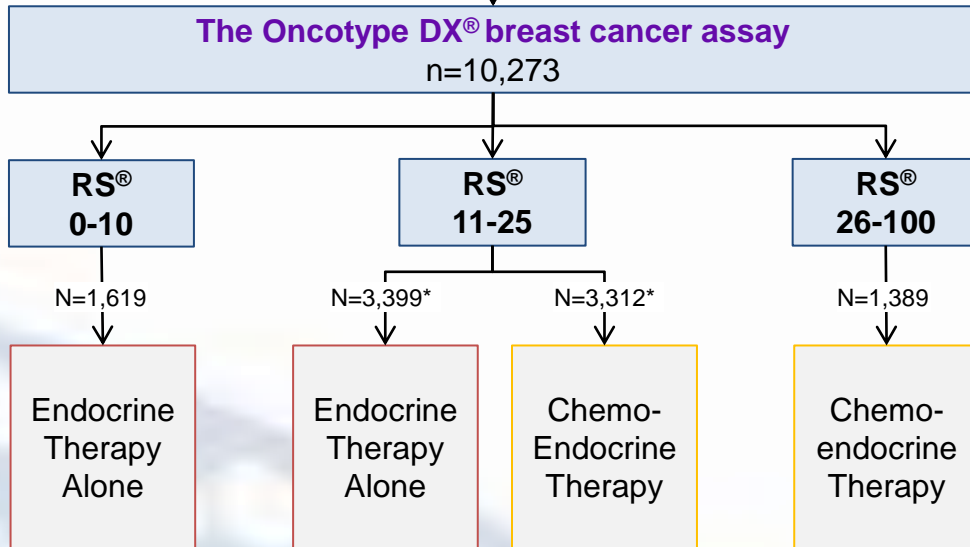 The Oncotype DX® breast cancer assay
n=10,273
RS®
0-10
RS®
11-25
RS®
26-100
N=1,619
N=3,399*
N=3,312*
N=1,389
Endocrine
Therapy
Alone
Endocrine
Therapy
Alone
Chemo-
Endocrine
Therapy
Chemo-
endocrine
Therapy